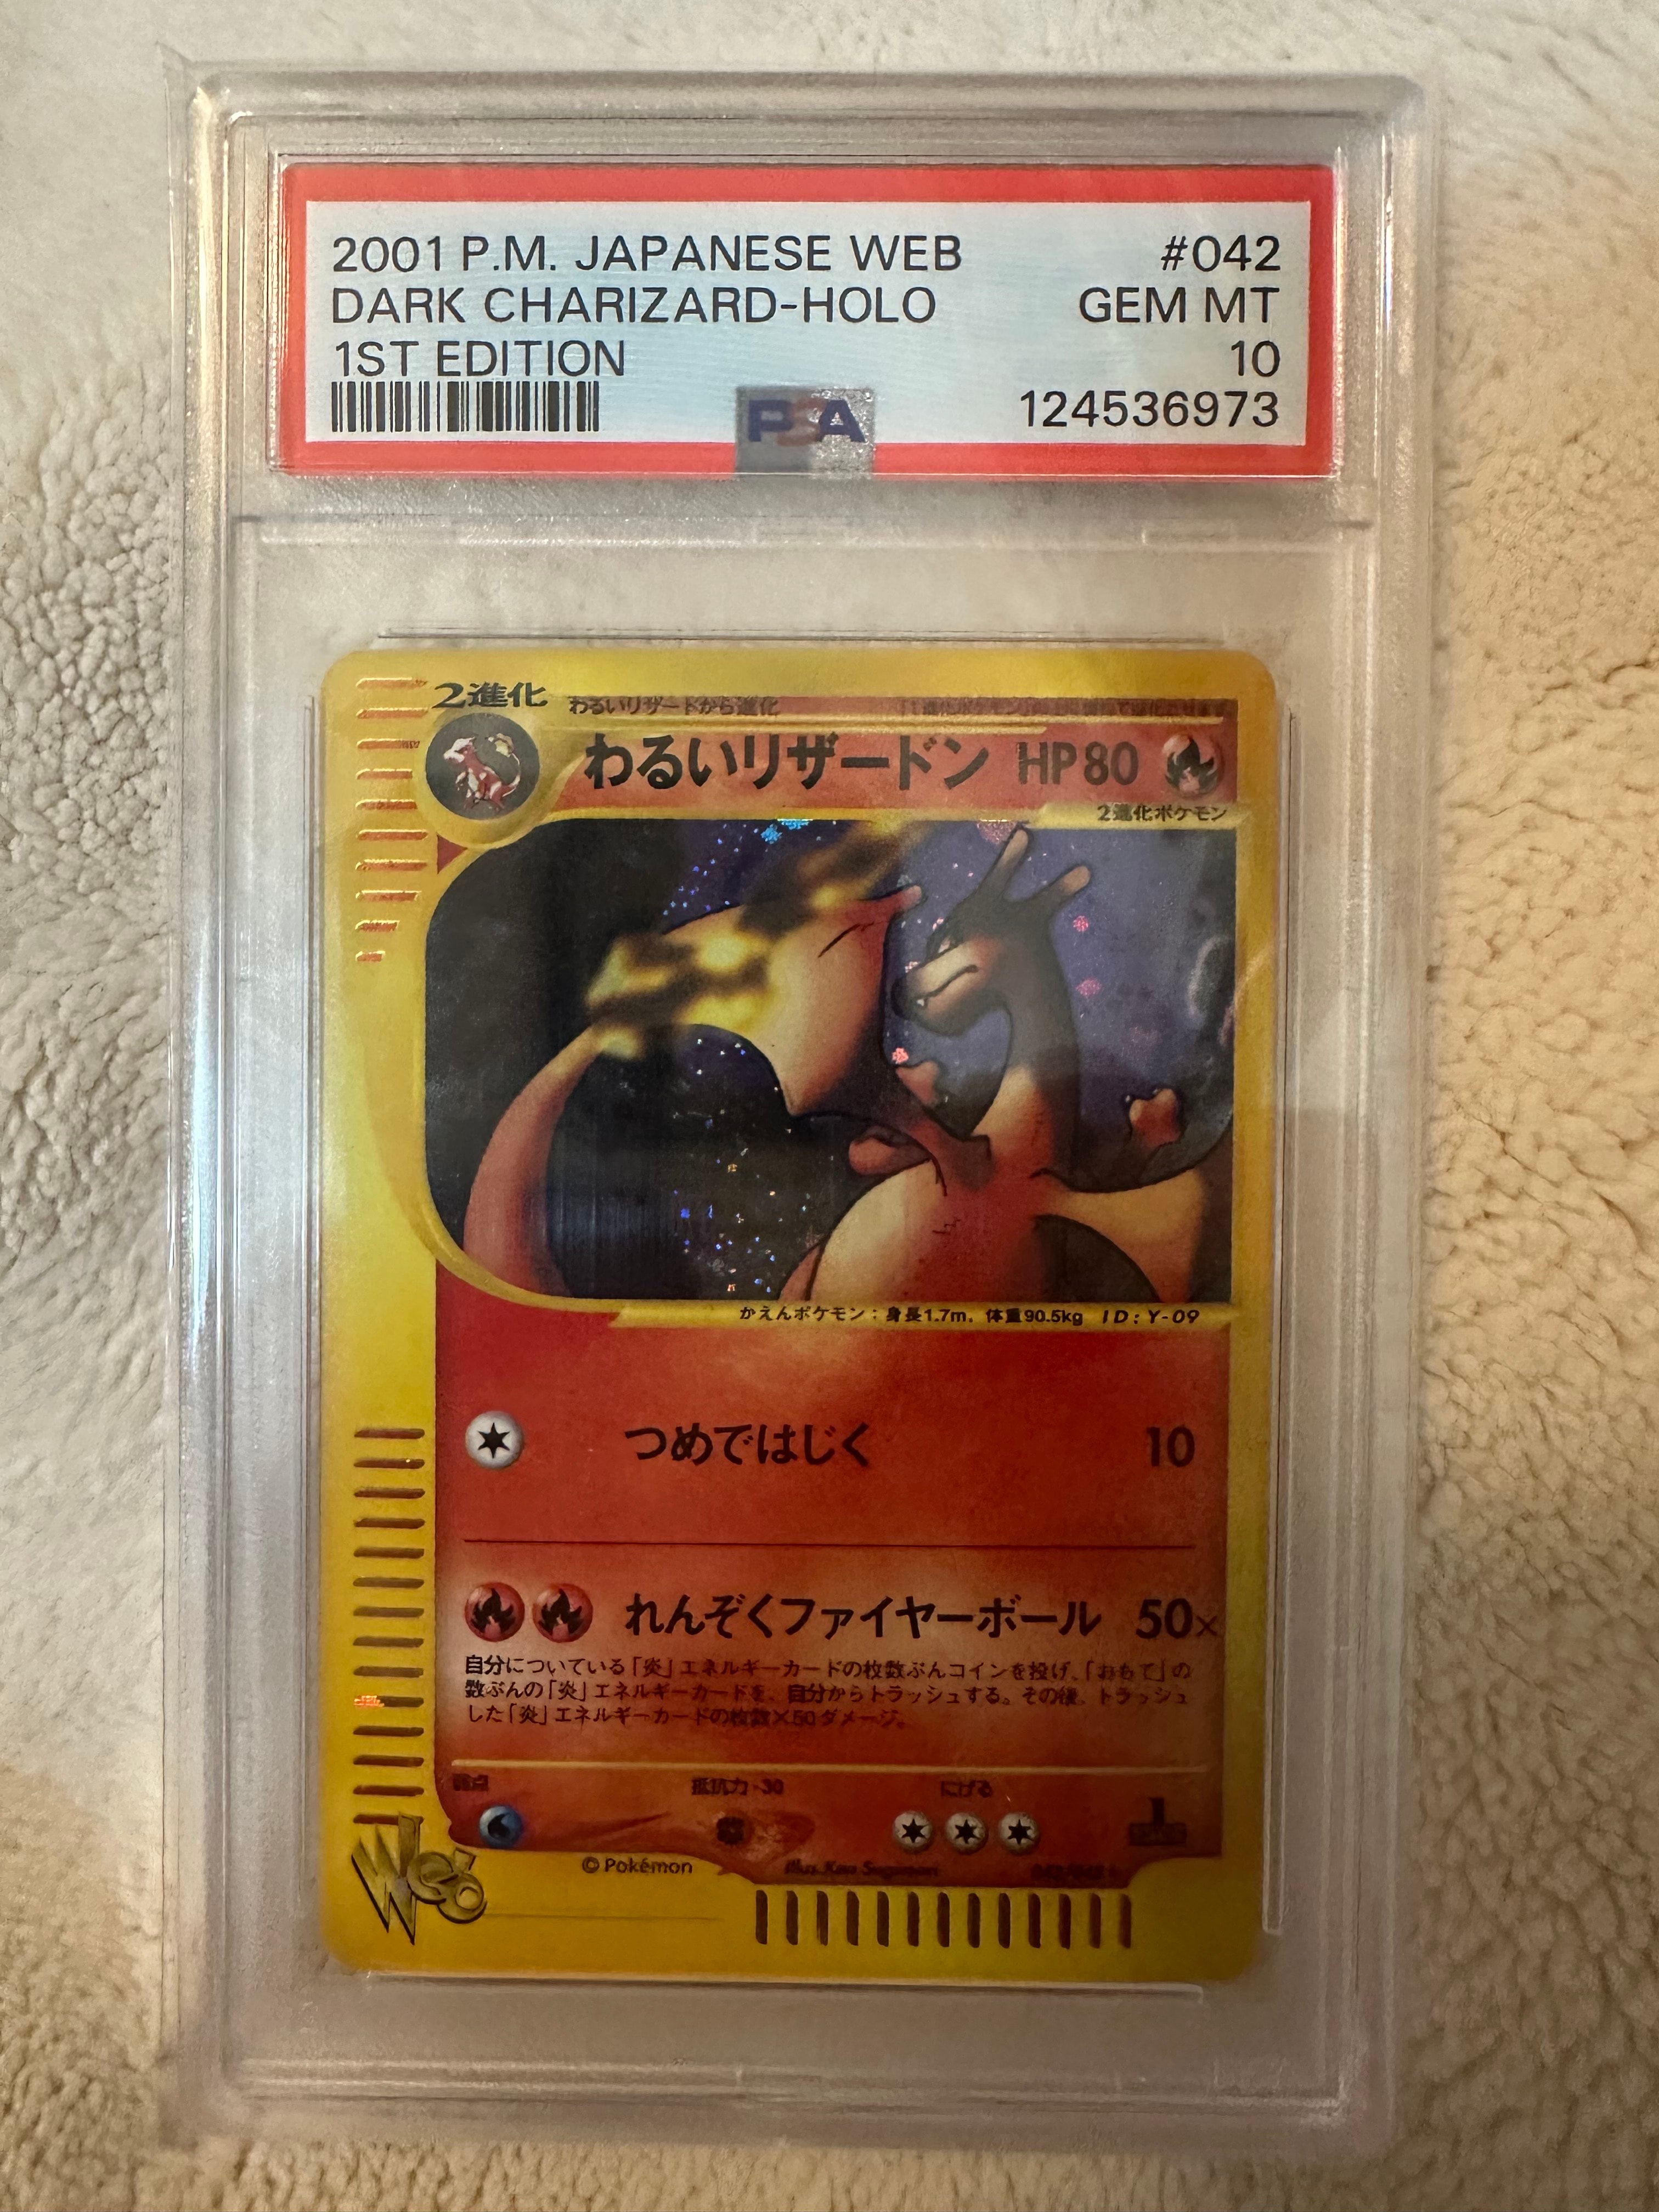 2001 P.M. JAPANESE WEB #042
DARK CHARIZARD-HOLO GEM MT
1ST EDITION 10
PSA 124536973
2進化 わるいリザードから進化
わるいリザードン HP80
2進化ポケモン
かえんポケモン：身長1.7m, 体重90.5kg ID:Y-09
つめではじく 10
れんぞくファイヤーボール 50×
自分についている「炎」エネルギーカードの枚数ぶんコインを投げ、「おもて」の
数ぶんの「炎」エネルギーカードを、自分からトラッシュする。その後、トラッシュ
した「炎」エネルギーカードの枚数×50ダメージ。
弱点 抵抗力-30 にげる
1
Web
©Pokémon Illus. Ken Sugimori